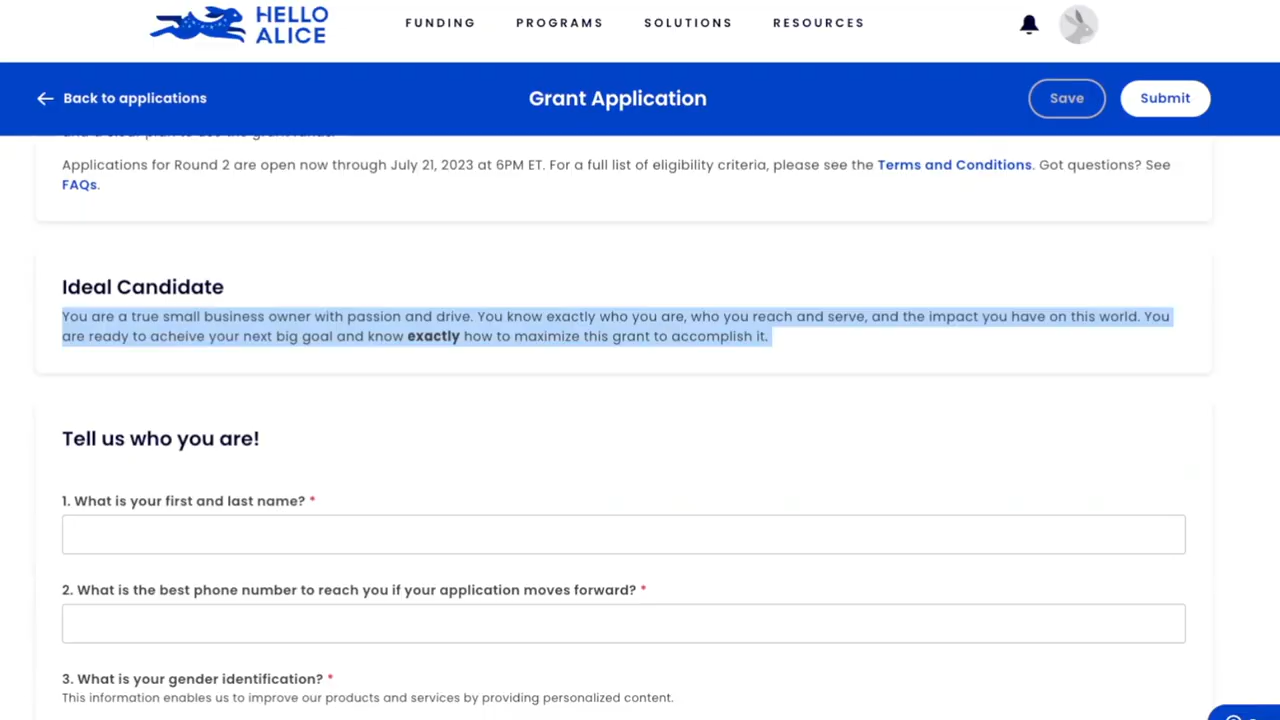 HELLO
ALICE
FUNDING
PROGRAMS
SOLUTIONS
RESOURCES
Back to applications
Grant Application
Save
Submit
Applications for Round 2 are open now through July 21, 2023 at 6PM ET. For a full list of eligibility criteria, please see the Terms and Conditions. Got questions? See
FAQs.
Ideal Candidate
You are a true small business owner with passion and drive. You know exactly who you are, who you reach and serve, and the impact you have on this world. You
are ready to acheive your next big goal and know exactly how to maximize this grant to accomplish it.
Tell us who you are!
1. What is your first and last name? *
2. What is the best phone number to reach you if your application moves forward? *
3. What is your gender identification? *
This information enables us to improve our products and services by providing personalized content.